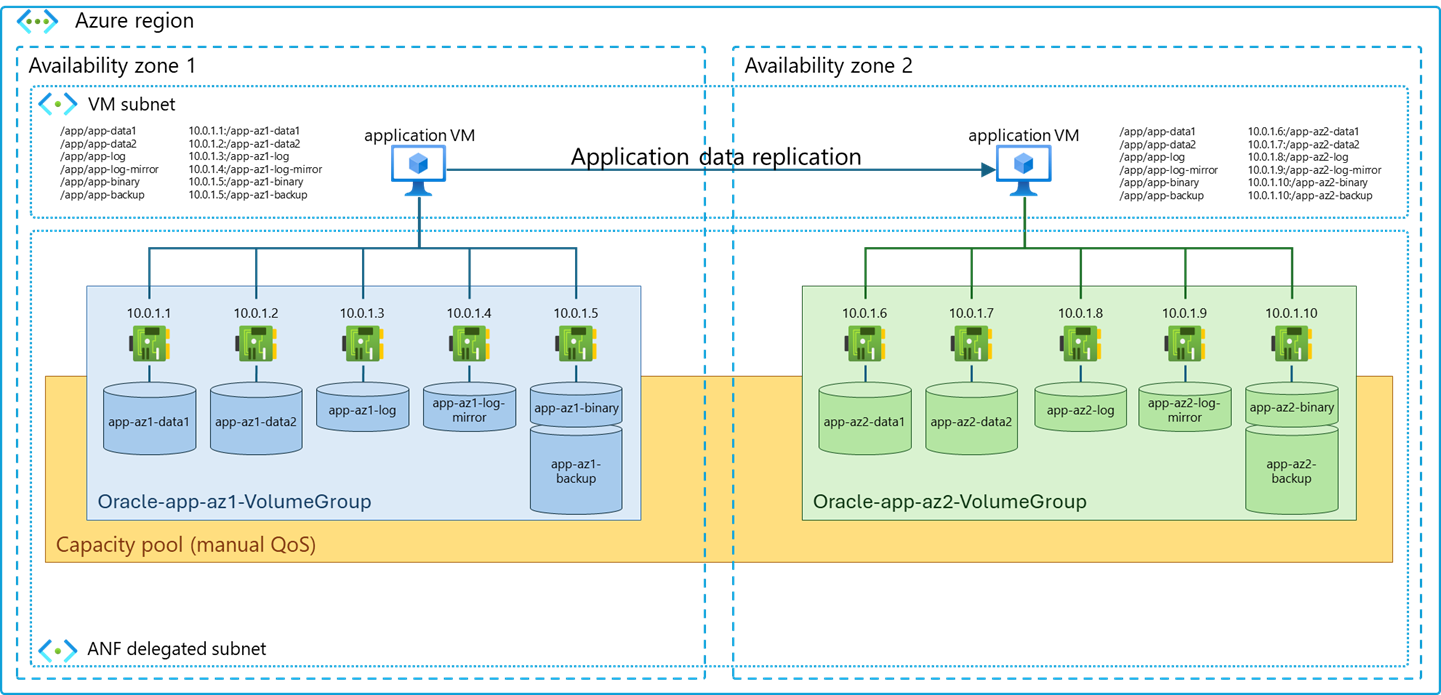 Azure region
Availability zone 1
Availability zone 2
VM subnet
/app/app-data1 10.0.1.1:/app-az1-data1
/app/app-data2 10.0.1.2:/app-az1-data2
/app/app-log 10.0.1.3:/app-az1-log
/app/app-log-mirror 10.0.1.4:/app-az1-log-mirror
/app/app-binary 10.0.1.5:/app-az1-binary
/app/app-backup 10.0.1.5:/app-az1-backup
application VM
Application data replication
application VM
/app/app-data1 10.0.1.6:/app-az2-data1
/app/app-data2 10.0.1.7:/app-az2-data2
/app/app-log 10.0.1.8:/app-az2-log
/app/app-log-mirror 10.0.1.9:/app-az2-log-mirror
/app/app-binary 10.0.1.10:/app-az2-binary
/app/app-backup 10.0.1.10:/app-az2-backup
10.0.1.1 10.0.1.2 10.0.1.3 10.0.1.4 10.0.1.5
app-az1-data1
app-az1-data2
app-az1-log
app-az1-log-
mirror
app-az1-binary
app-az1-
backup
Oracle-app-az1-VolumeGroup
10.0.1.6 10.0.1.7 10.0.1.8 10.0.1.9 10.0.1.10
app-az2-data1
app-az2-data2
app-az2-log
app-az2-log-
mirror
app-az2-binary
app-az2-
backup
Oracle-app-az2-VolumeGroup
Capacity pool (manual QoS)
ANF delegated subnet